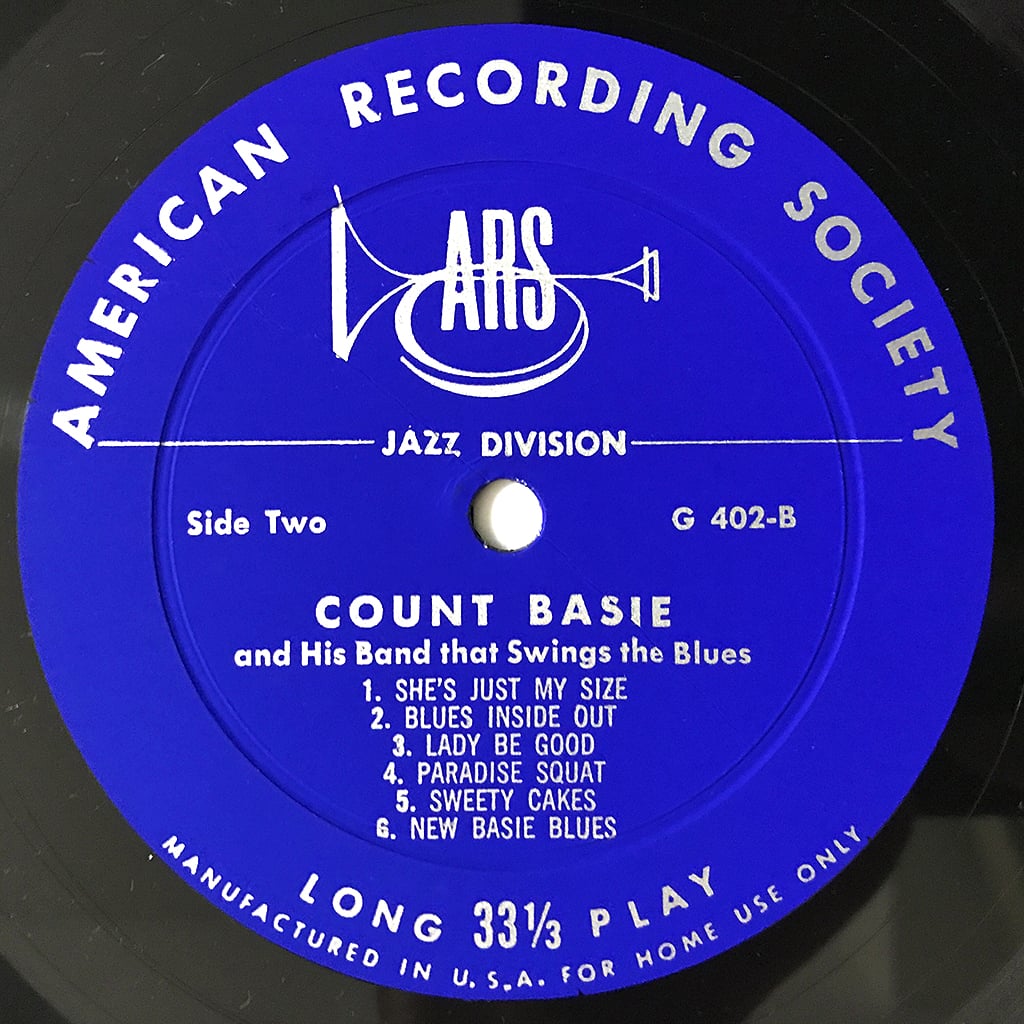 AMERICAN RECORDING SOCIETY
ARS
JAZZ DIVISION
Side Two
G 402-B
COUNT BASIE
and His Band that Swings the Blues
1. SHE'S JUST MY SIZE
2. BLUES INSIDE OUT
3. LADY BE GOOD
4. PARADISE SQUAT
5. SWEETY CAKES
6. NEW BASIE BLUES
LONG 33⅓ PLAY
MANUFACTURED IN U.S.A. FOR HOME USE ONLY